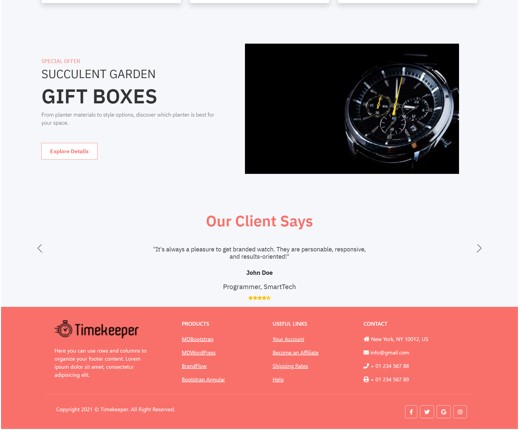 SPECIAL OFFER
SUCCULENT GARDEN
GIFT BOXES
From planter materials to style options, discover which planter is best for
your space.
Explore Details
Our Client Says
"It's always a pleasure to get branded watch. They are personable, responsive,
and results-oriented!"
John Doe
Programmer, SmartTech
Timekeeper
Here you can use rows and columns to
organize your footer content. Lorem
ipsum dolor sit amet, consectetur
adipisicing elit.
PRODUCTS
MDBootstrap
MDWordPress
BrandFlow
Bootstrap Angular
USEFUL LINKS
Your Account
Become an Affiliate
Shipping Rates
Help
CONTACT
New York, NY 10012, US
info@gmail.com
+ 01 234 567 88
+ 01 234 567 89
Copyright 2021 © Timekeeper. All Right Reserved.